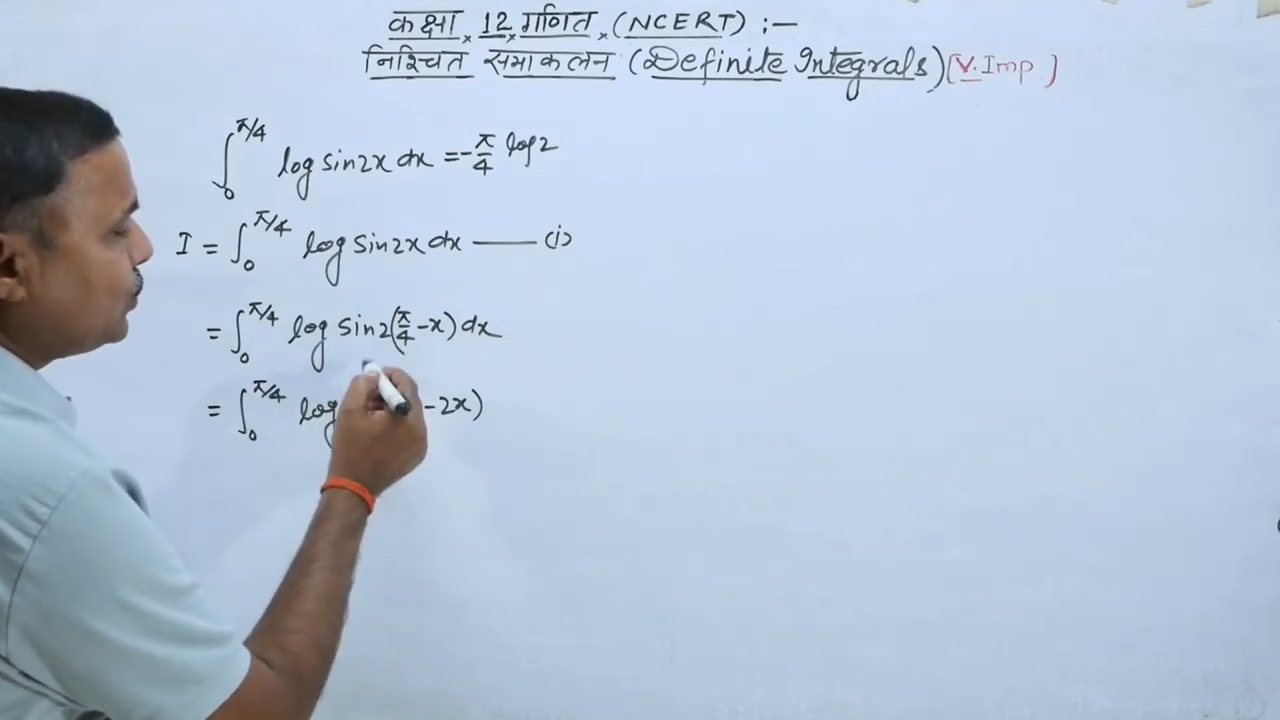 कक्षा × 12 × गणित × (NCERT) :—
निश्चित समाकलन (Definite Integrals) [V. Imp]
∫₀^π/4 log sin2x dx = -π/4 log2
I = ∫₀^π/4 log sin2x dx —— (i)
= ∫₀^π/4 log sin2(π/4 -x) dx
= ∫₀^π/4 log -2x)